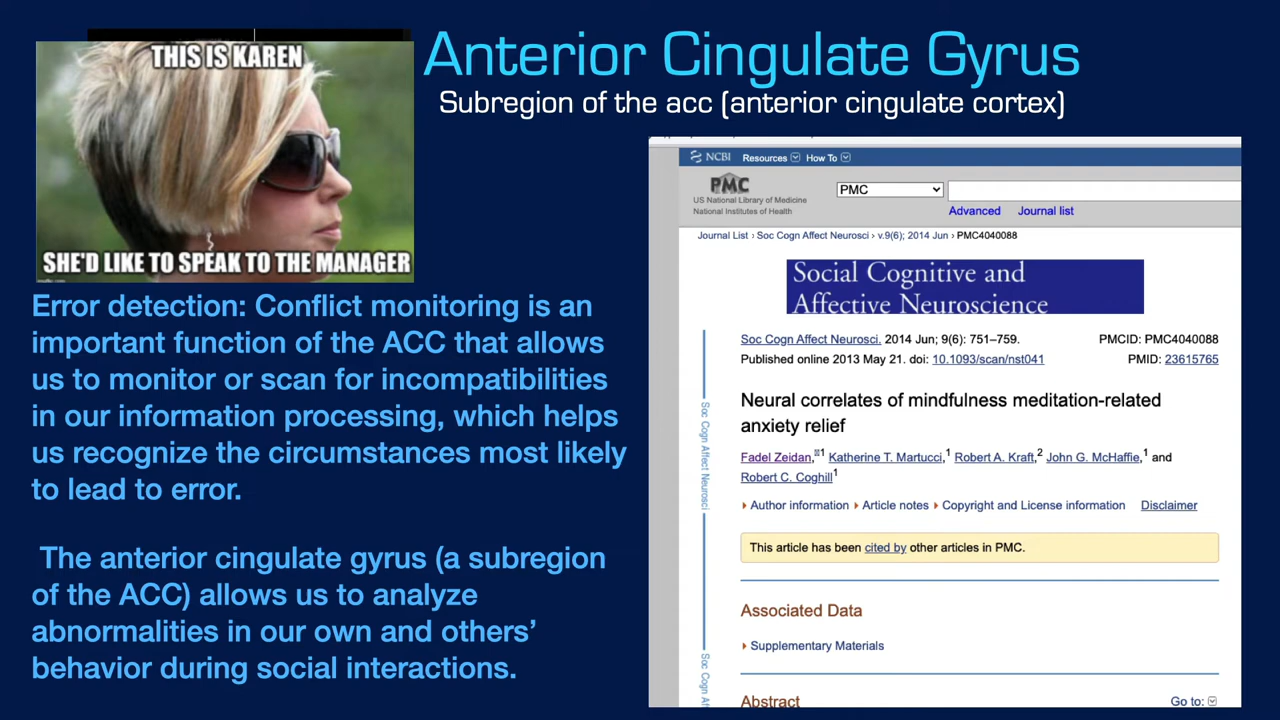 THIS IS KAREN
SHE'D LIKE TO SPEAK TO THE MANAGER
Anterior Cingulate Gyrus
Subregion of the acc (anterior cingulate cortex)
Error detection: Conflict monitoring is an
important function of the ACC that allows
us to monitor or scan for incompatibilities
in our information processing, which helps
us recognize the circumstances most likely
to lead to error.
The anterior cingulate gyrus (a subregion
of the ACC) allows us to analyze
abnormalities in our own and others’
behavior during social interactions.
NCBI Resources How To
PMC
US National Library of Medicine
National Institutes of Health
PMC
Advanced Journal list
Journal List › Soc Cogn Affect Neurosci › v.9(6); 2014 Jun › PMC4040088
Social Cognitive and
Affective Neuroscience
Soc Cogn Affect Neurosci. 2014 Jun; 9(6): 751–759. PMCID: PMC4040088
Published online 2013 May 21. doi: 10.1093/scan/nst041 PMID: 23615765
Neural correlates of mindfulness meditation-related
anxiety relief
Fadel Zeidan,✉1 Katherine T. Martucci,1 Robert A. Kraft,2 John G. McHaffie,1 and
Robert C. Coghill1
Author information Article notes Copyright and License information Disclaimer
This article has been cited by other articles in PMC.
Associated Data
Supplementary Materials
Abstract Go to:
Soc Cogn Affect Neurosci
Soc Cogn Af